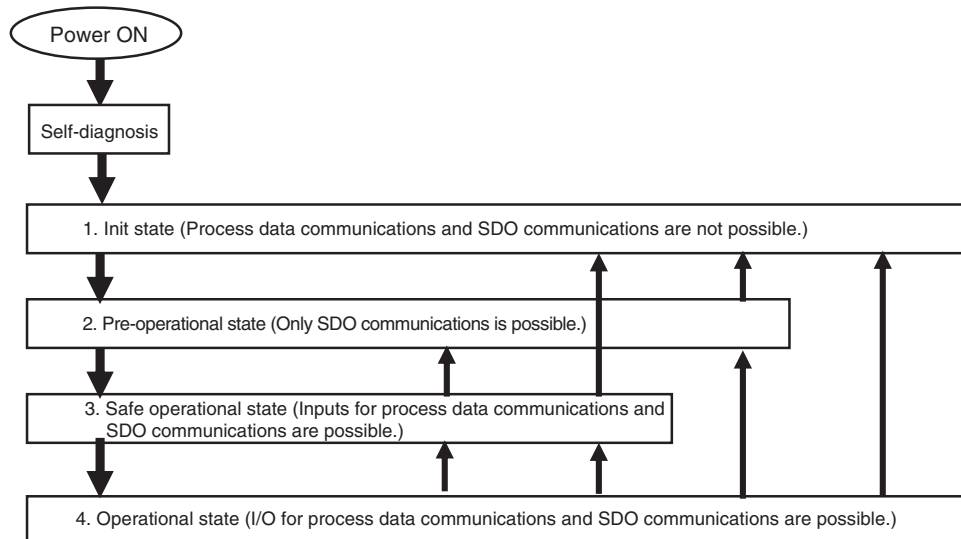 Power ON
Self-diagnosis
1. Init state (Process data communications and SDO communications are not possible.)
2. Pre-operational state (Only SDO communications is possible.)
3. Safe operational state (Inputs for process data communications and
SDO communications are possible.)
4. Operational state (I/O for process data communications and SDO communications are possible.)